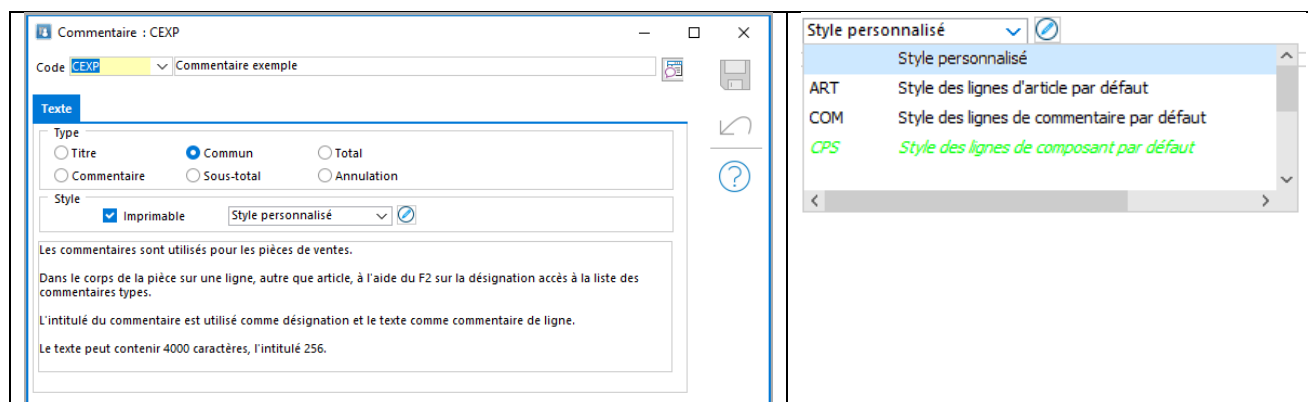 Commentaire : CEXP
Code CEXP Commentaire exemple
Texte
Type
Titre Commun Total
Commentaire Sous-total Annulation
Style
Imprimable Style personnalisé
Les commentaires sont utilisés pour les pièces de ventes.
Dans le corps de la pièce sur une ligne, autre que article, à l'aide du F2 sur la désignation accès à la liste des
commentaires types.
L'intitulé du commentaire est utilisé comme désignation et le texte comme commentaire de ligne.
Le texte peut contenir 4000 caractères, l'intitulé 256.
Style personnalisé
Style personnalisé
ART Style des lignes d'article par défaut
COM Style des lignes de commentaire par défaut
CPS Style des lignes de composant par défaut